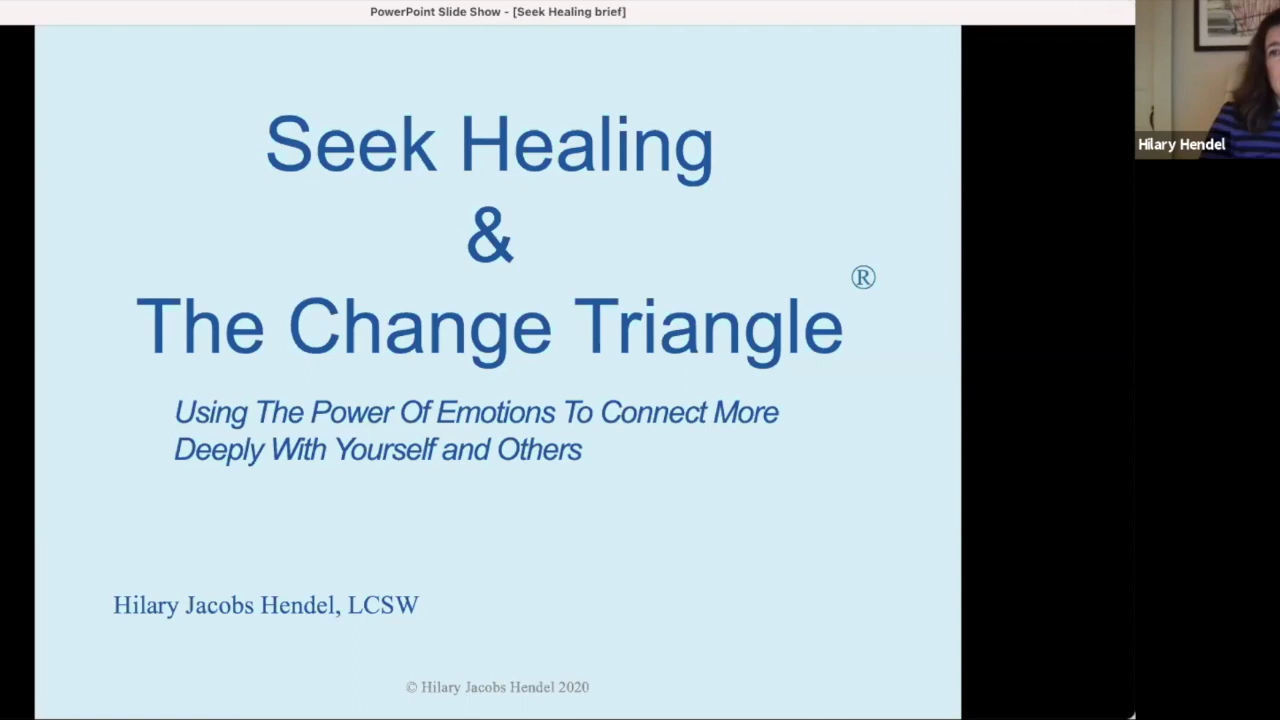 PowerPoint Slide Show - [Seek Healing brief]
Seek Healing
&
The Change Triangle ®
Using The Power Of Emotions To Connect More
Deeply With Yourself and Others
Hilary Jacobs Hendel, LCSW
© Hilary Jacobs Hendel 2020
Hilary Hendel